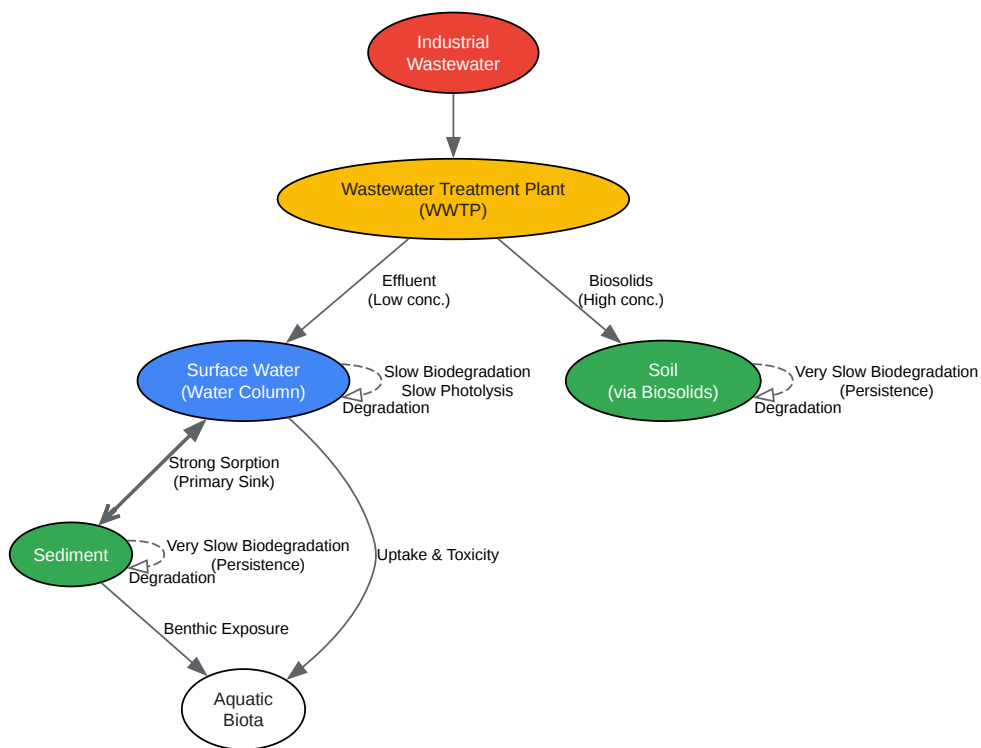 Industrial
Wastewater
Wastewater Treatment Plant
(WWTP)
Effluent
(Low conc.)
Biosolids
(High conc.)
Surface Water
(Water Column)
Slow Biodegradation
Slow Photolysis
Degradation
Soil
(via Biosolids)
Very Slow Biodegradation
(Persistence)
Degradation
Strong Sorption
(Primary Sink)
Sediment
Very Slow Biodegradation
(Persistence)
Degradation
Uptake & Toxicity
Benthic Exposure
Aquatic
Biota